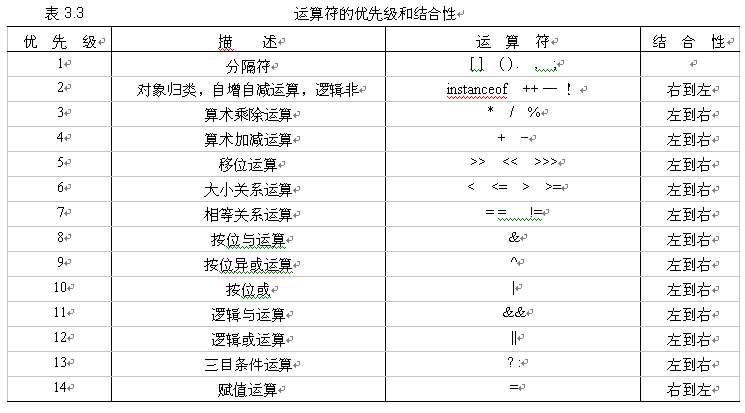 表 3.3 运算符的优先级和结合性
优 先 级 描 述 运 算 符 结 合 性
1 分隔符 [] () . , ;
2 对象归类，自增自减运算，逻辑非 instanceof ++ — ！ 右到左
3 算术乘除运算 * / % 左到右
4 算术加减运算 + - 左到右
5 移位运算 >> << >>> 左到右
6 大小关系运算 < <= > >= 左到右
7 相等关系运算 = = != 左到右
8 按位与运算 & 左到右
9 按位异或运算 ^ 左到右
10 按位或 | 左到右
11 逻辑与运算 && 左到右
12 逻辑或运算 || 左到右
13 三目条件运算 ? : 左到右
14 赋值运算 = 右到左